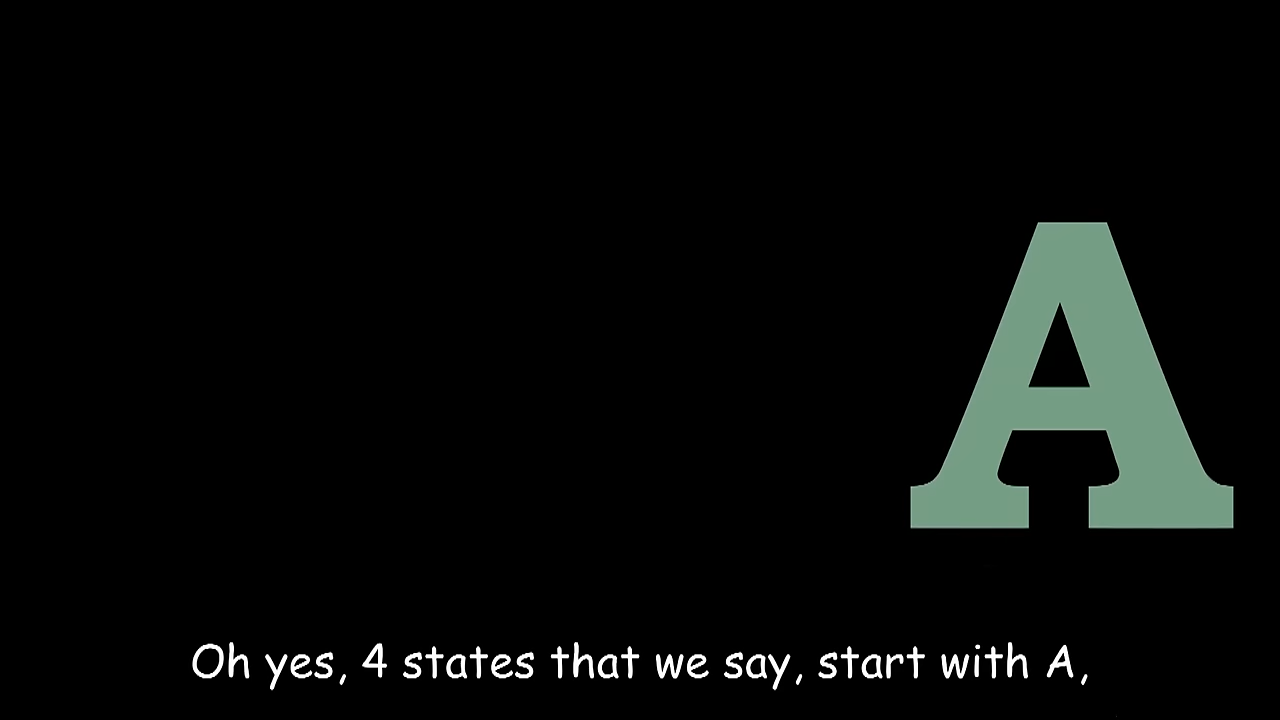 A
Oh yes, 4 states that we say, start with A,